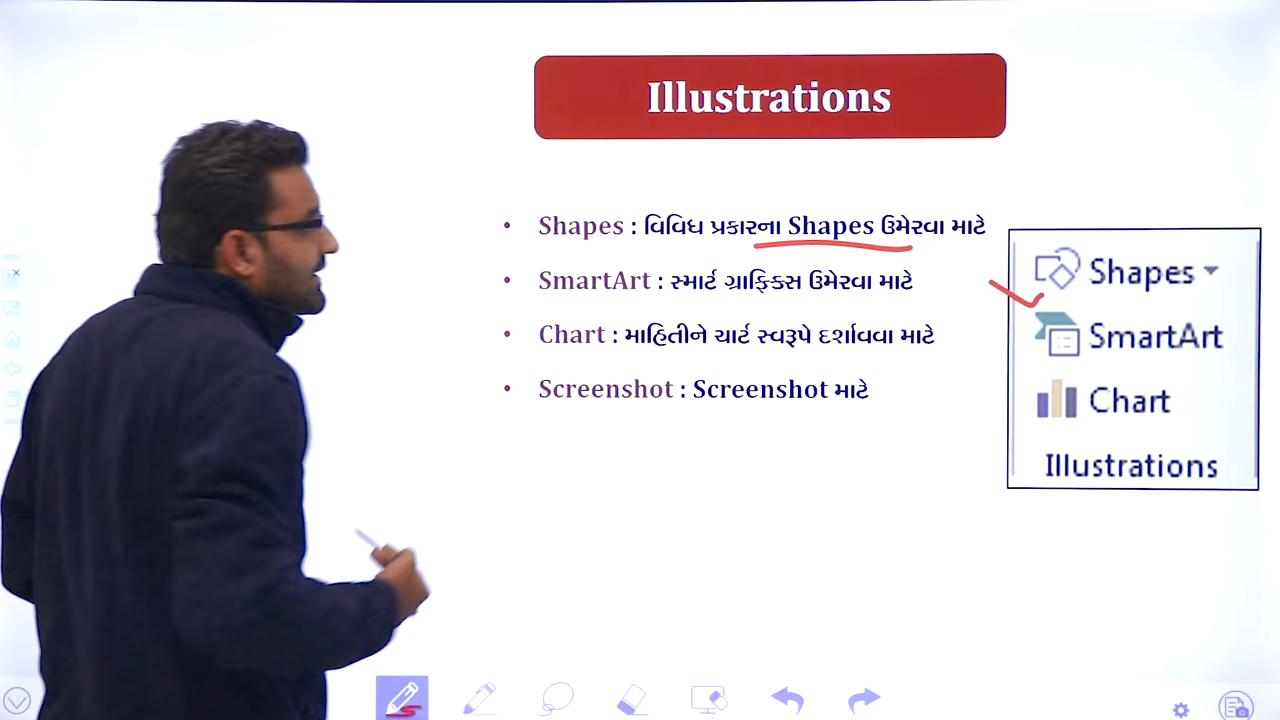 Illustrations
• Shapes : વિવિધ પ્રકારના Shapes ઉમેરવા માટે
• SmartArt : સ્માર્ટ ગ્રાફિક્સ ઉમેરવા માટે
• Chart : માહિતીને ચાર્ટ સ્વરૂપે દર્શાવવા માટે
• Screenshot : Screenshot માટે
Shapes
SmartArt
Chart
Illustrations